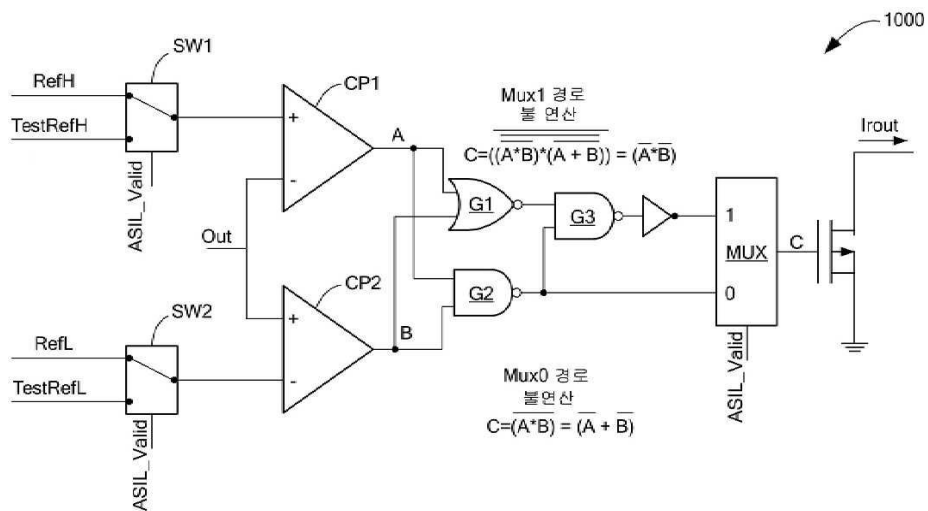 1000
SW1
RefH
TestRefH
ASIL_Valid
CP1
+
-
A
Mux1 경로
불 연산
C=((A̅*̅B̅)*(A̅ ̅+̅ ̅B̅)) = (A̅*B̅)
Irout
G1
G3
G2
1
MUX
0
C
Out
ASIL_Valid
CP2
+
-
B
SW2
RefL
TestRefL
ASIL_Valid
Mux0 경로
불연산
C=(A̅*̅B̅) = (A̅ + B̅)